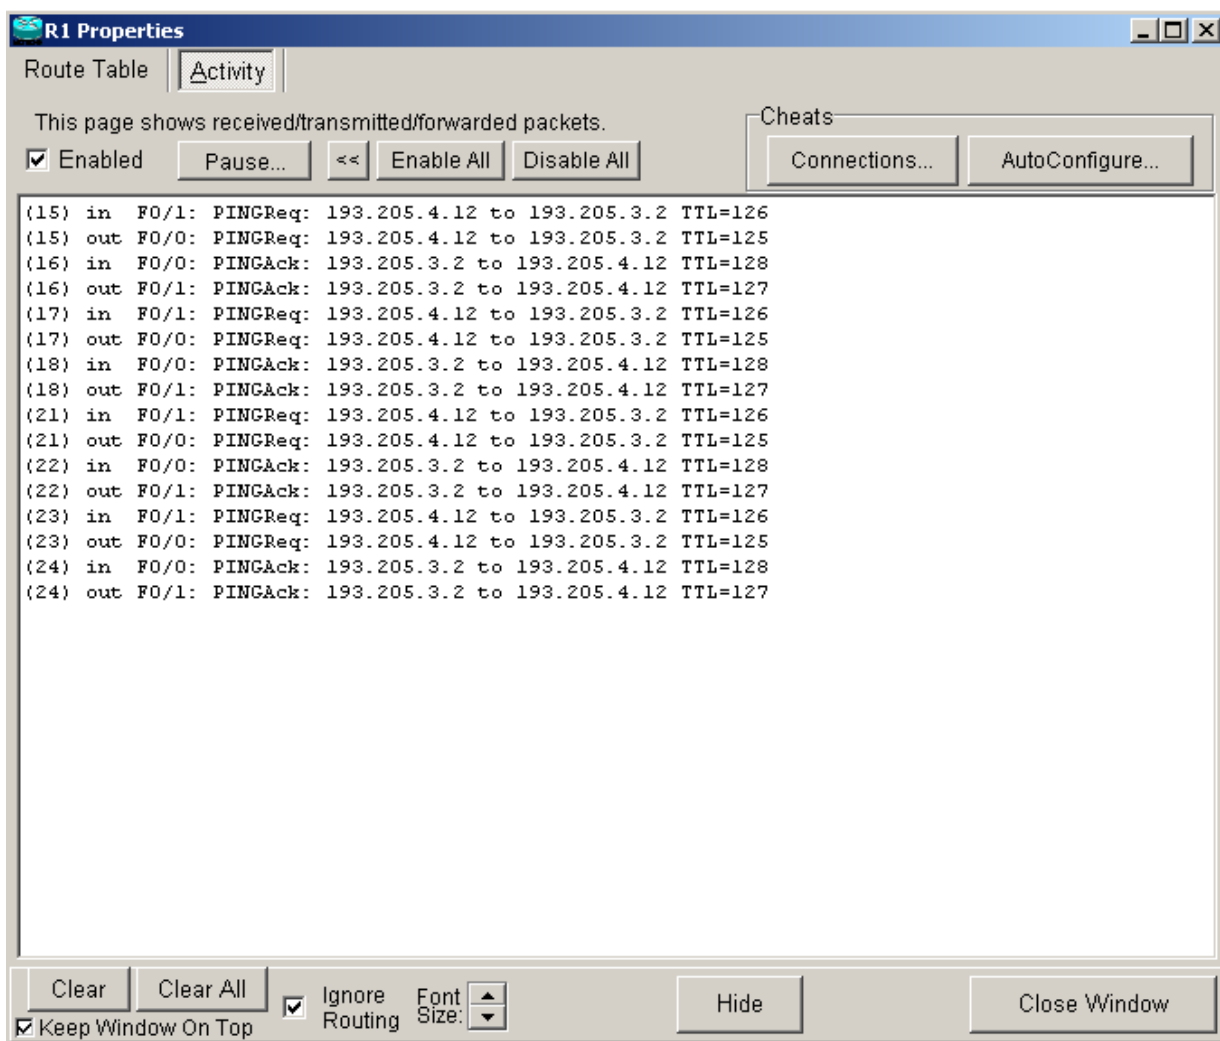 R1 Properties
Route Table Activity
This page shows received/transmitted/forwarded packets.
Cheats
Enabled Pause... << Enable All Disable All Connections... AutoConfigure...
(15) in  F0/1: PINGReq: 193.205.4.12 to 193.205.3.2 TTL=126
(15) out F0/0: PINGReq: 193.205.4.12 to 193.205.3.2 TTL=125
(16) in  F0/0: PINGAck: 193.205.3.2 to 193.205.4.12 TTL=128
(16) out F0/1: PINGAck: 193.205.3.2 to 193.205.4.12 TTL=127
(17) in  F0/1: PINGReq: 193.205.4.12 to 193.205.3.2 TTL=126
(17) out F0/0: PINGReq: 193.205.4.12 to 193.205.3.2 TTL=125
(18) in  F0/0: PINGAck: 193.205.3.2 to 193.205.4.12 TTL=128
(18) out F0/1: PINGAck: 193.205.3.2 to 193.205.4.12 TTL=127
(21) in  F0/1: PINGReq: 193.205.4.12 to 193.205.3.2 TTL=126
(21) out F0/0: PINGReq: 193.205.4.12 to 193.205.3.2 TTL=125
(22) in  F0/0: PINGAck: 193.205.3.2 to 193.205.4.12 TTL=128
(22) out F0/1: PINGAck: 193.205.3.2 to 193.205.4.12 TTL=127
(23) in  F0/1: PINGReq: 193.205.4.12 to 193.205.3.2 TTL=126
(23) out F0/0: PINGReq: 193.205.4.12 to 193.205.3.2 TTL=125
(24) in  F0/0: PINGAck: 193.205.3.2 to 193.205.4.12 TTL=128
(24) out F0/1: PINGAck: 193.205.3.2 to 193.205.4.12 TTL=127
Clear Clear All
Keep Window On Top
Ignore
Routing
Font
Size:
Hide
Close Window